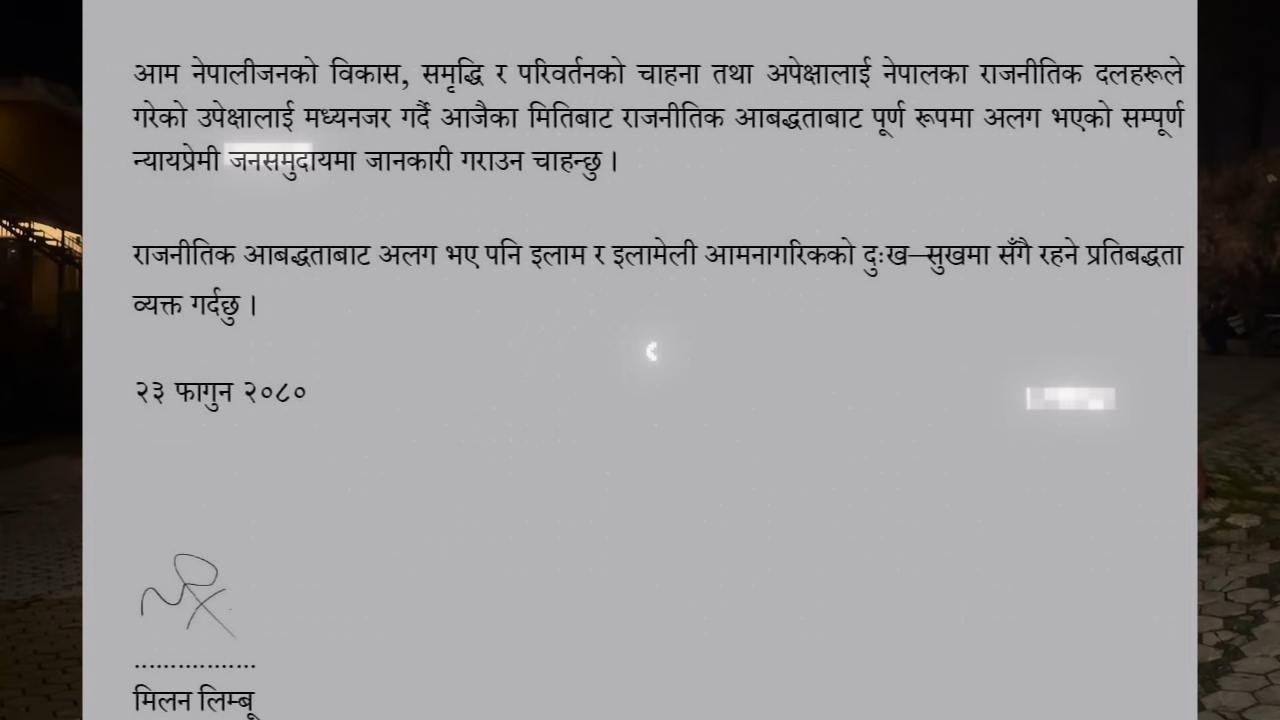 आम नेपालीजनको विकास, समृद्धि र परिवर्तनको चाहना तथा अपेक्षालाई नेपालका राजनीतिक दलहरूले
गरेको उपेक्षालाई मध्यनजर गर्दै आजैका मितिबाट राजनीतिक आबद्धताबाट पूर्ण रूपमा अलग भएको सम्पूर्ण
न्यायप्रेमी जनसमुदायमा जानकारी गराउन चाहन्छु ।
राजनीतिक आबद्धताबाट अलग भए पनि इलाम र इलामेली आमनागरिकको दुःख–सुखमा सँगै रहने प्रतिबद्धता
व्यक्त गर्दछु ।
२३ फागुन २०८०
................
मिलन लिम्बू